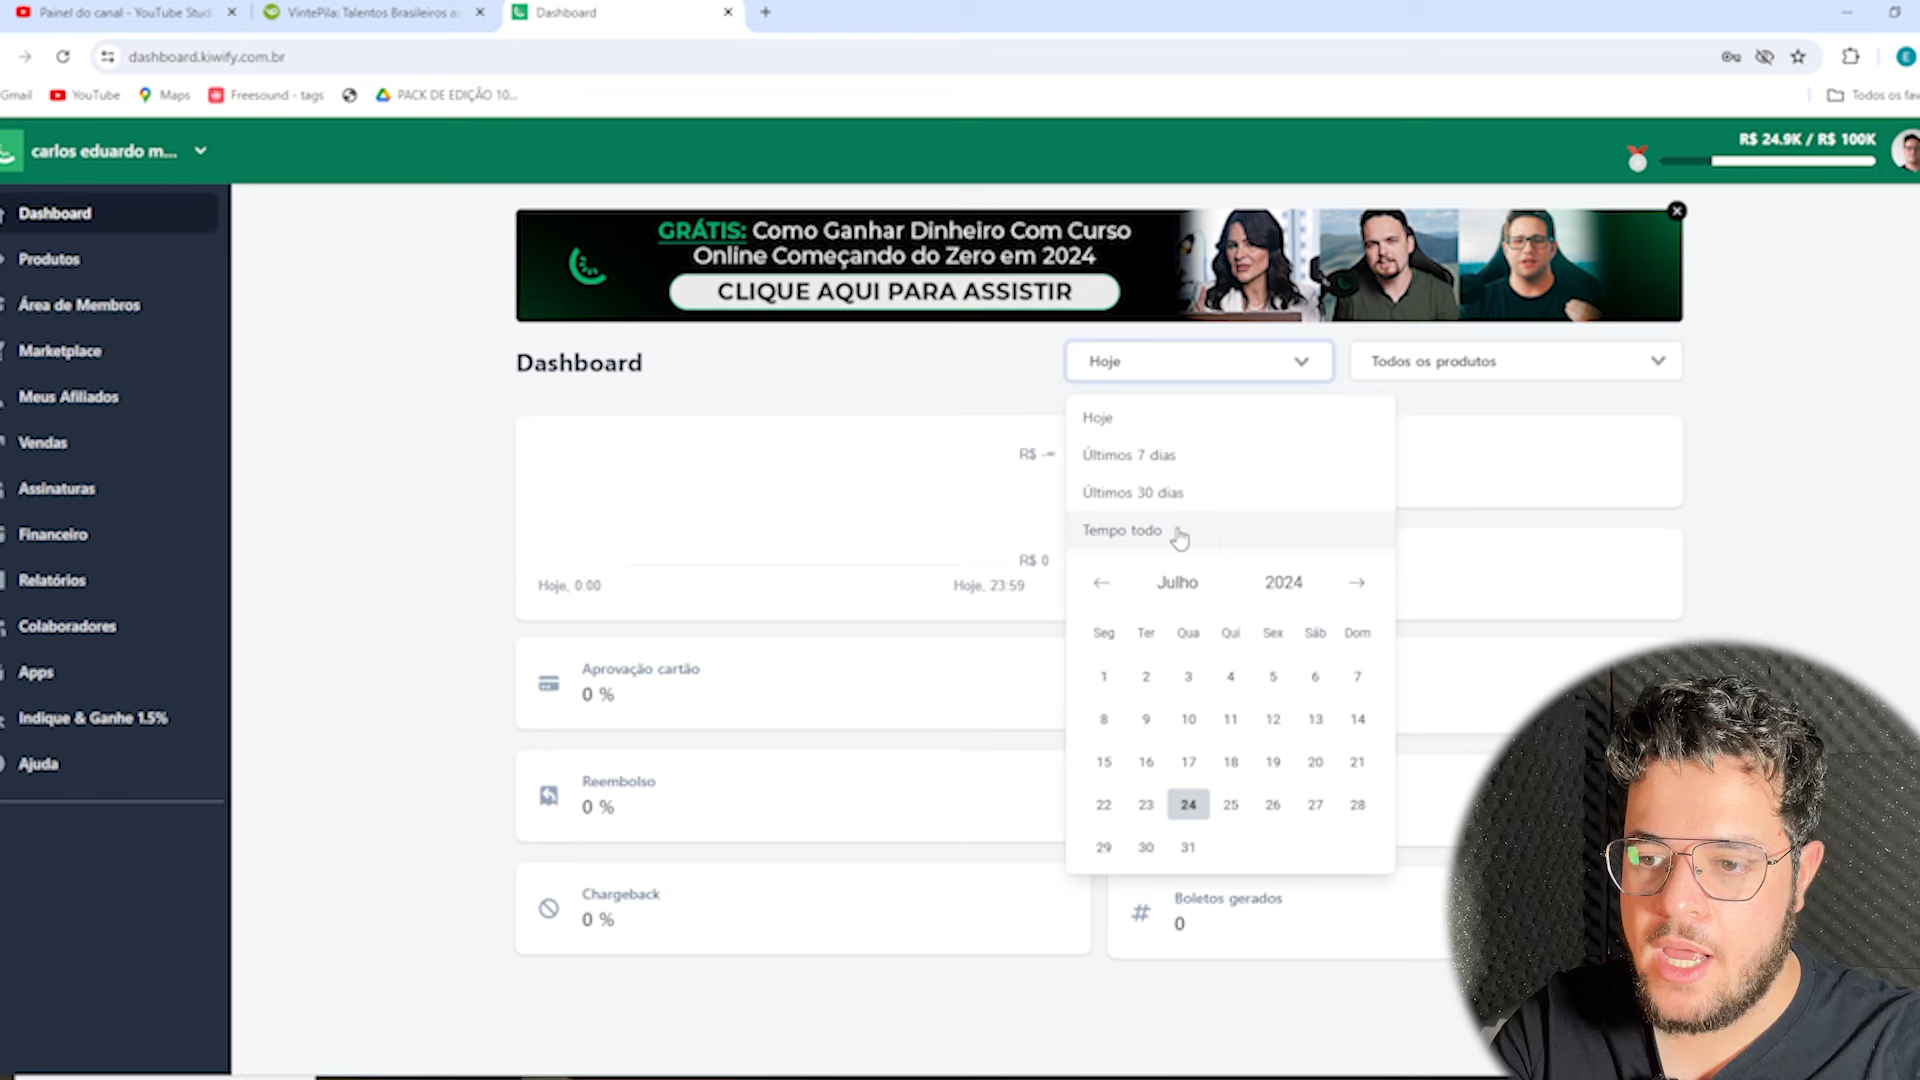 Painel do canal - YouTube Stud
VintePila: Talentos Brasileiros ao
Dashboard
dashboard.kiwify.com.br
E
Gmail
YouTube
Maps
Freesound - tags
PACK DE EDIÇÃO 10...
Todos os fav
carlos eduardo m...
R$ 24.9K / R$ 100K
Dashboard
Produtos
Área de Membros
Marketplace
Meus Afiliados
Vendas
Assinaturas
Financeiro
Relatórios
Colaboradores
Apps
Indique & Ganhe 1.5%
Ajuda
GRÁTIS: Como Ganhar Dinheiro Com Curso
Online Começando do Zero em 2024
CLIQUE AQUI PARA ASSISTIR
Dashboard
Hoje
Todos os produtos
Hoje
Últimos 7 dias
Últimos 30 dias
Tempo todo
Julho 2024
Seg Ter Qua Qui Sex Sáb Dom
1 2 3 4 5 6 7
8 9 10 11 12 13 14
15 16 17 18 19 20 21
22 23 24 25 26 27 28
29 30 31
R$ --
R$ 0
Hoje, 0:00
Hoje, 23:59
Aprovação cartão
0 %
Reembolso
0 %
Chargeback
0 %
Boletos gerados
0